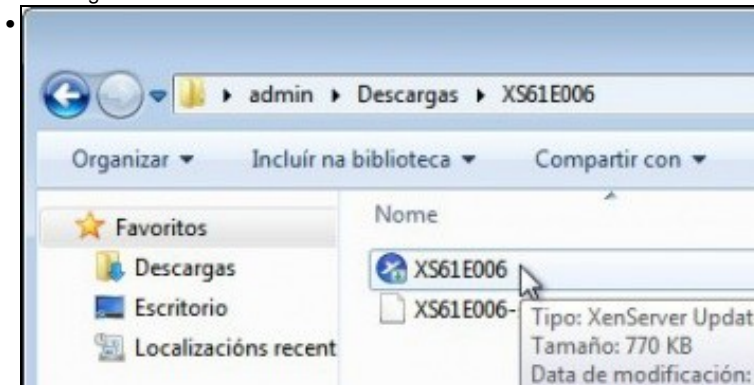 admin Descargas XS61E006
Organizar Incluír na biblioteca Compartir con
Nome
Favoritos
Descargas
Escritorio
Localizacións recent
XS61E006
XS61E006-
Tipo: XenServer Updat
Tamaño: 770 KB
Data de modificación: